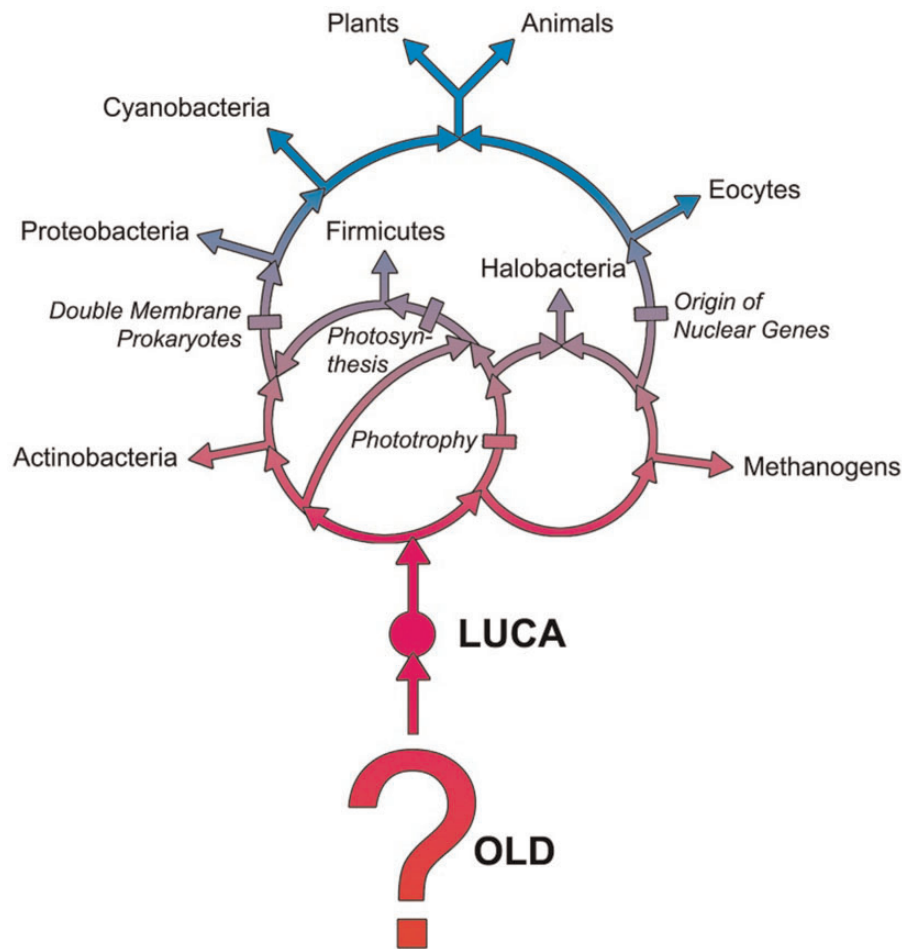 Plants
Animals
Cyanobacteria
Eocytes
Proteobacteria
Firmicutes
Halobacteria
Double Membrane
Prokaryotes
Photosyn-
thesis
Origin of
Nuclear Genes
Phototrophy
Actinobacteria
Methanogens
LUCA
?
OLD